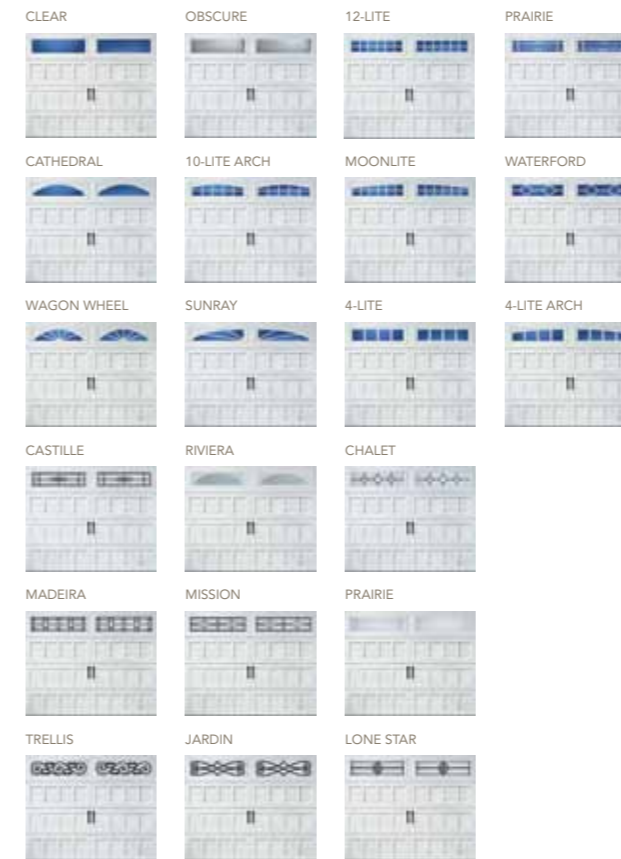 CLEAR
OBSCURE
12-LITE
PRAIRIE
CATHEDRAL
10-LITE ARCH
MOONLITE
WATERFORD
WAGON WHEEL
SUNRAY
4-LITE
4-LITE ARCH
CASTILLE
RIVIERA
CHALET
MADEIRA
MISSION
PRAIRIE
TRELLIS
JARDIN
LONE STAR